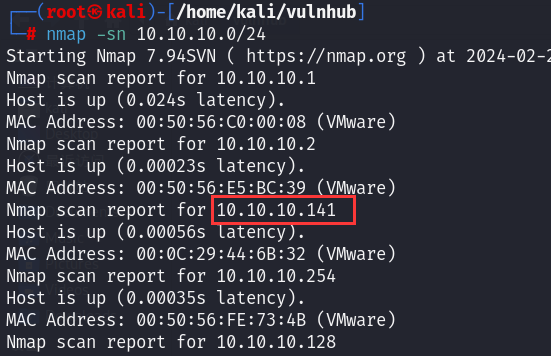 ┌──(root㉿kali)-[/home/kali/vulnhub]
└─# nmap -sn 10.10.10.0/24
Starting Nmap 7.94SVN ( https://nmap.org ) at 2024-02-2
Nmap scan report for 10.10.10.1
Host is up (0.024s latency).
MAC Address: 00:50:56:C0:00:08 (VMware)
Nmap scan report for 10.10.10.2
Host is up (0.00023s latency).
MAC Address: 00:50:56:E5:BC:39 (VMware)
Nmap scan report for 10.10.10.141
Host is up (0.00056s latency).
MAC Address: 00:0C:29:44:6B:32 (VMware)
Nmap scan report for 10.10.10.254
Host is up (0.00035s latency).
MAC Address: 00:50:56:FE:73:4B (VMware)
Nmap scan report for 10.10.10.128